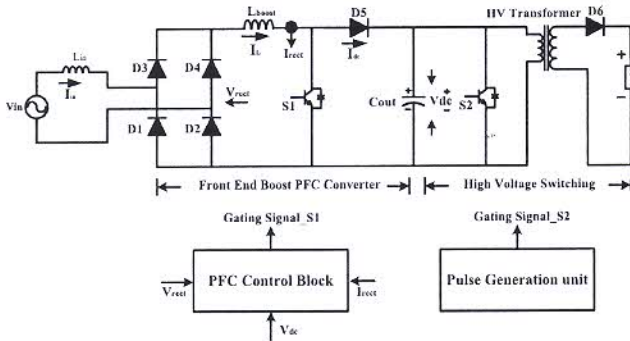 Lboost
D5
HV Transformer
D6
Lin
D3
D4
IL
Irect
Idc
Iin
Vrect
S1
Cout
Vdc
S2
Vin
D1
D2
Front End Boost PFC Converter
High Voltage Switching
Gating Signal_S1
Gating Signal_S2
Vrect
PFC Control Block
Irect
Pulse Generation unit
Vdc